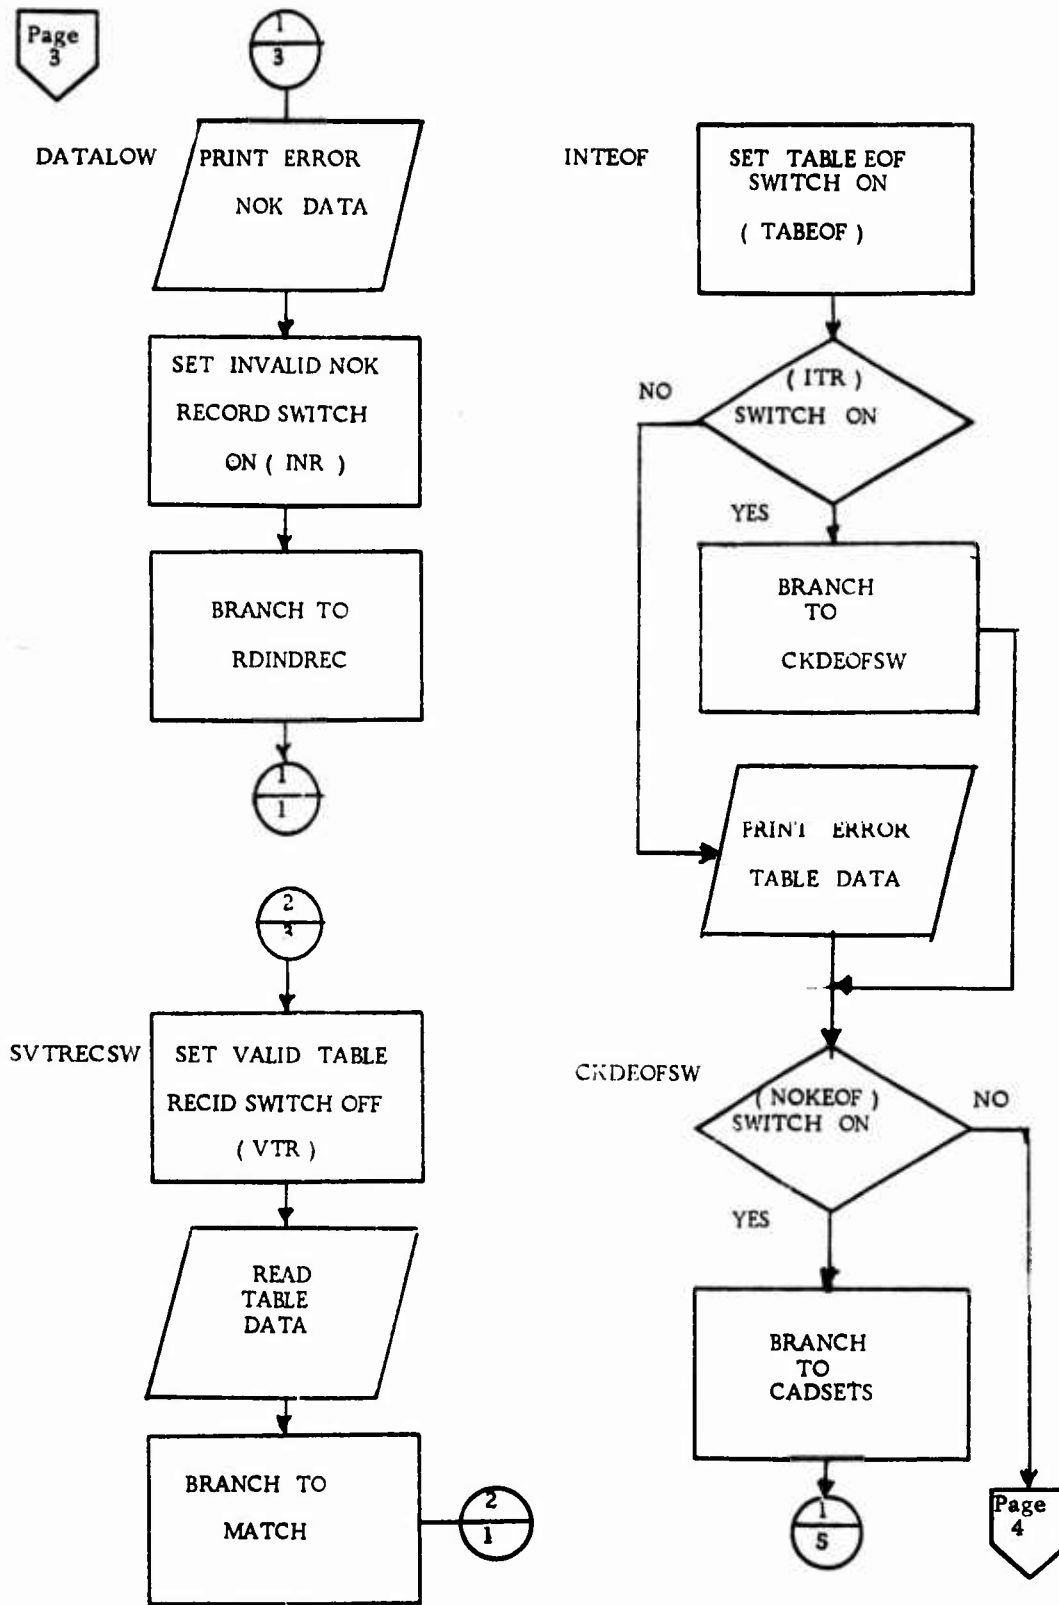 Page
3
1
3
DATALOW
PRINT ERROR
NOK DATA
SET INVALID NOK
RECORD SWITCH
ON ( INR )
BRANCH TO
RDINDREC
1
1
2
3
SVTRECSW
SET VALID TABLE
RECID SWITCH OFF
( VTR )
READ
TABLE
DATA
BRANCH TO
MATCH
2
1
INTEOF
SET TABLE EOF
SWITCH ON
( TABEOF )
( ITR )
SWITCH ON
NO
YES
BRANCH
TO
CKDEOFSW
PRINT ERROR
TABLE DATA
CKDEOFSW
( NOKEOF )
SWITCH ON
NO
YES
BRANCH
TO
CADSETS
1
5
Page
4